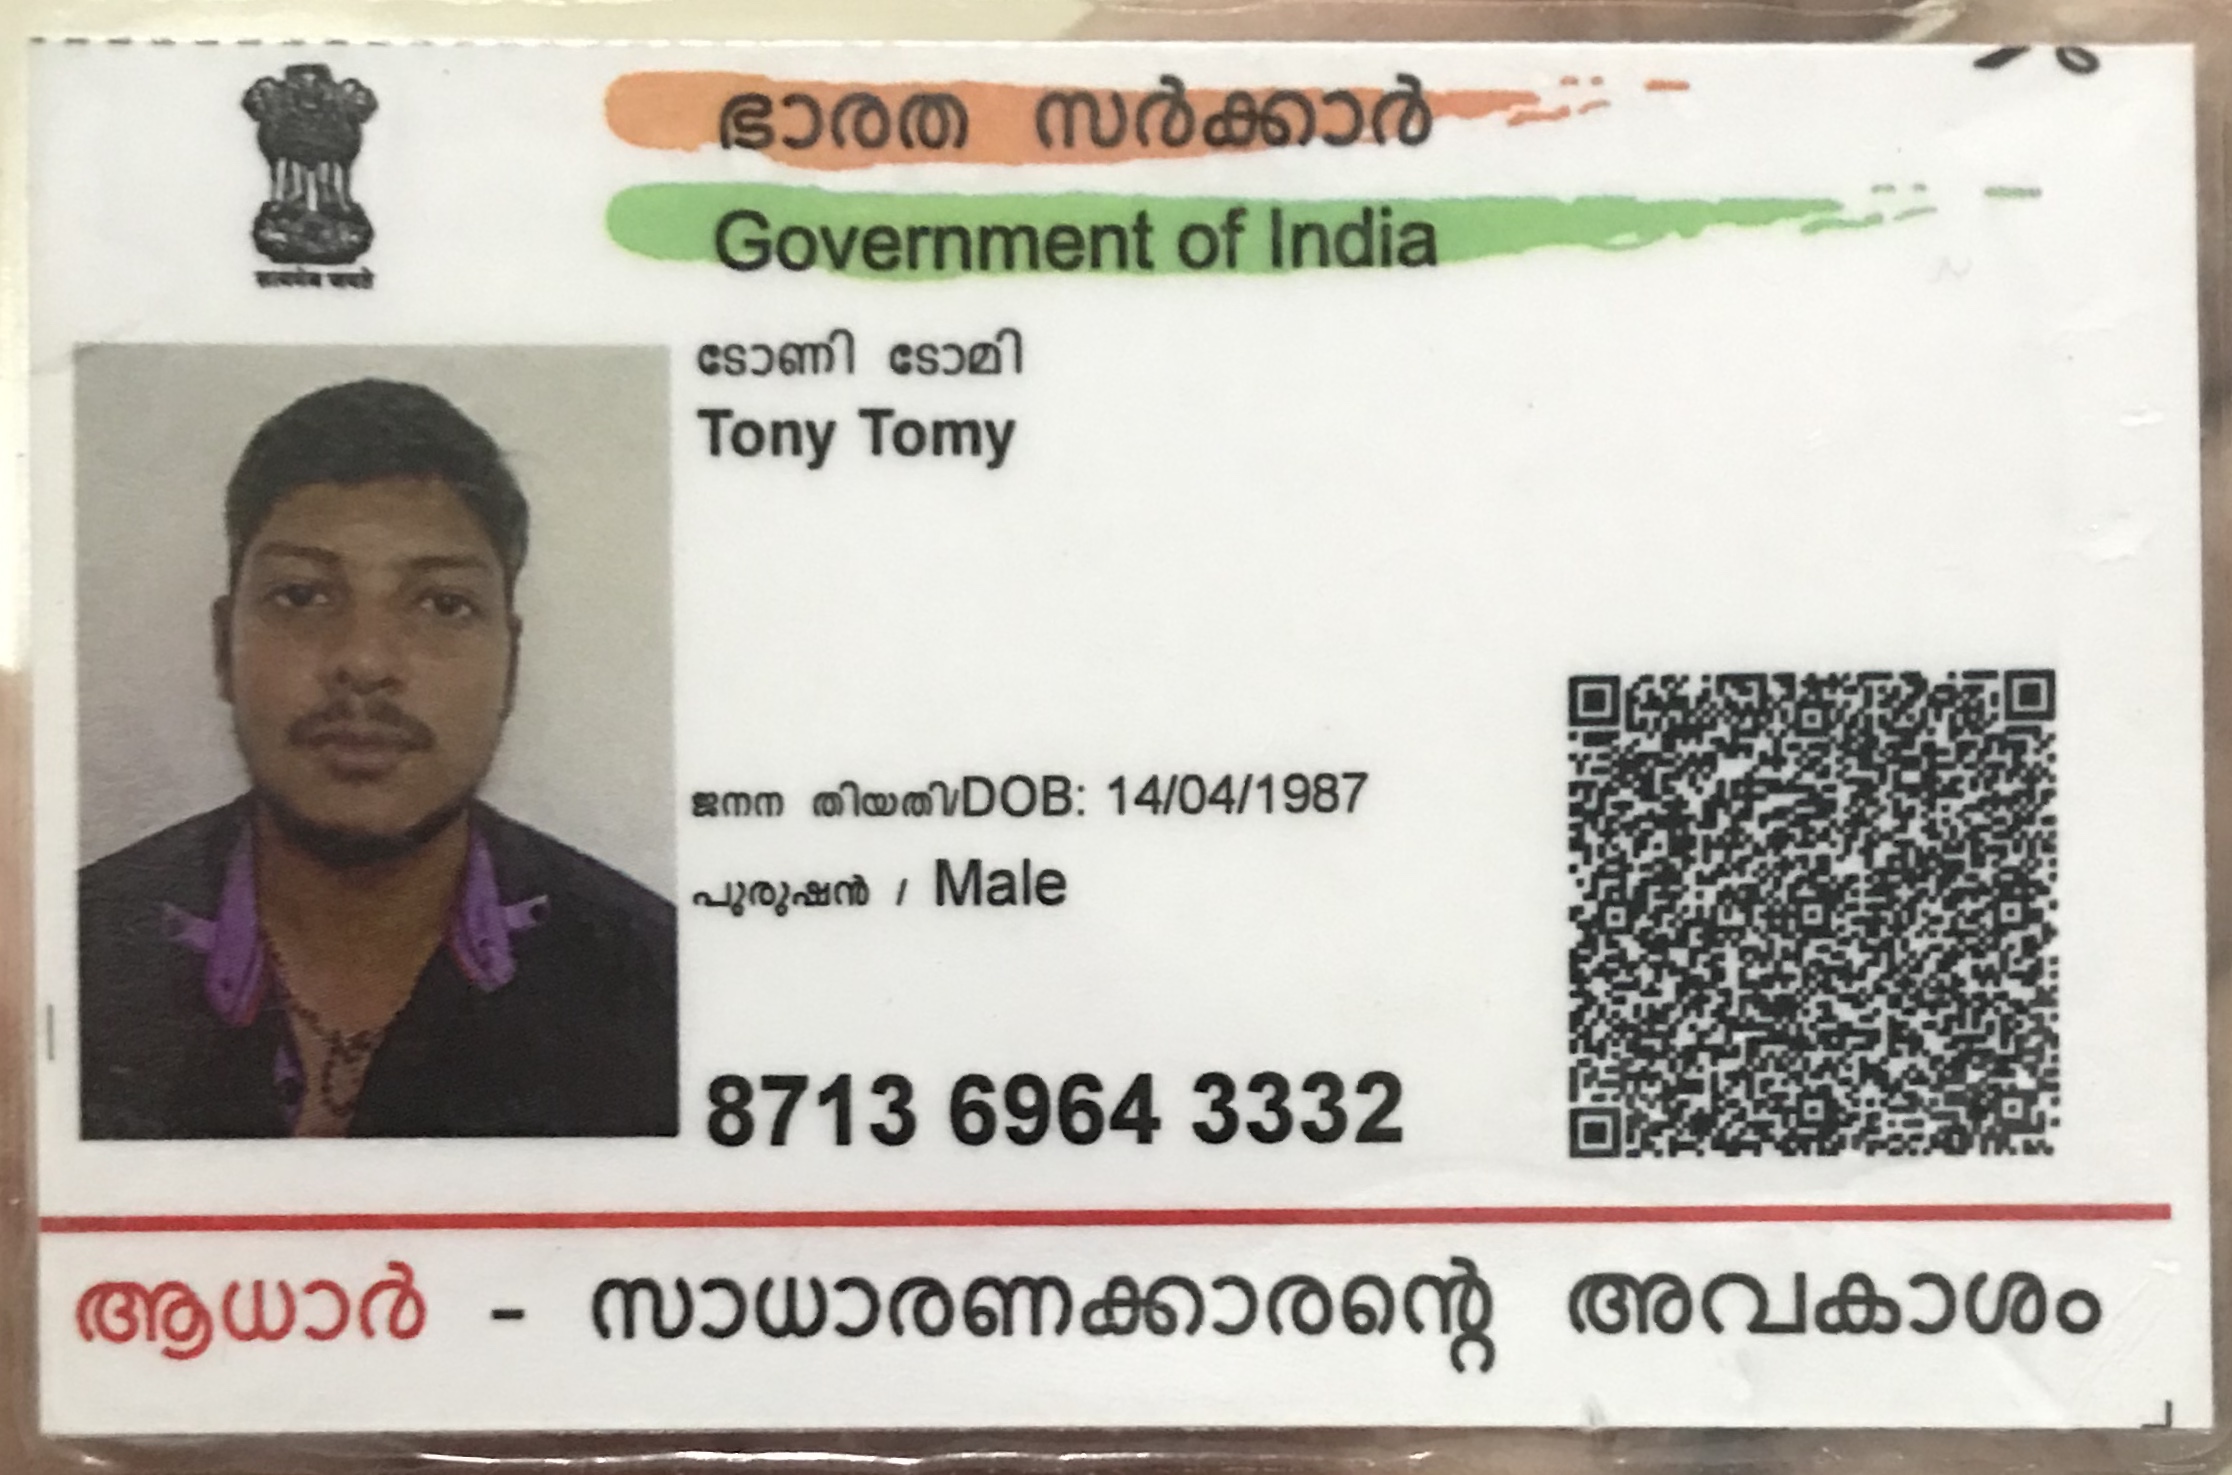 ഭാരത സർക്കാർ
Government of India
ടോണി ടോമി
Tony Tomy
ജനന തിയതി/DOB: 14/04/1987
പുരുഷൻ / Male
8713 6964 3332
ആധാർ - സാധാരണക്കാരന്റെ അവകാശം